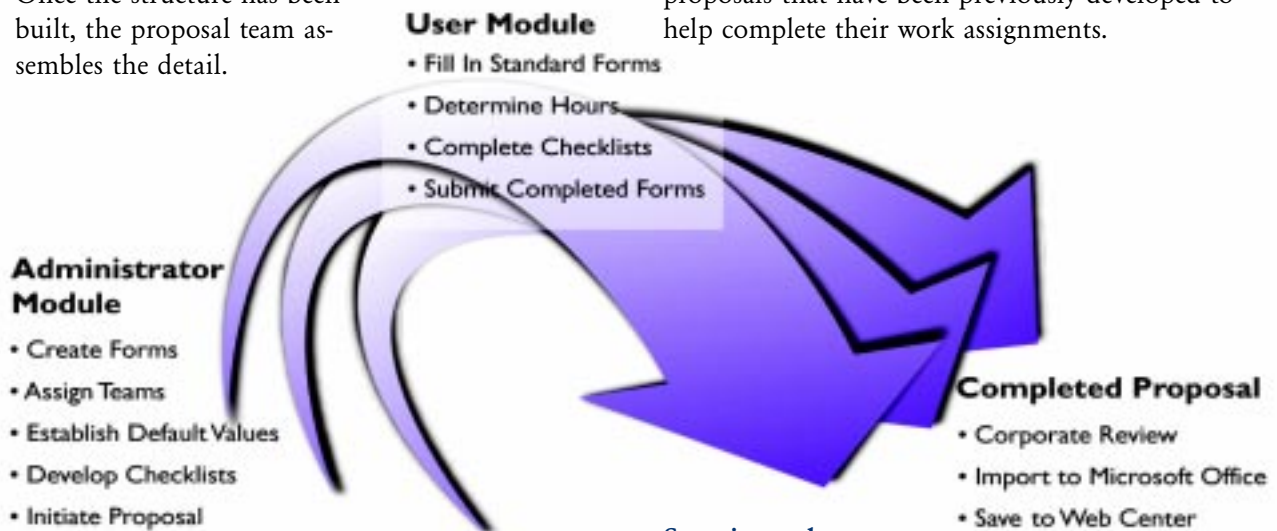 Once the structure has been
built, the proposal team as-
sembles the detail.
proposals that have been previously developed to
help complete their work assignments.
User Module
• Fill In Standard Forms
• Determine Hours
• Complete Checklists
• Submit Completed Forms
Administrator
Module
• Create Forms
• Assign Teams
• Establish Default Values
• Develop Checklists
• Initiate Proposal
Completed Proposal
• Corporate Review
• Import to Microsoft Office
• Save to Web Center